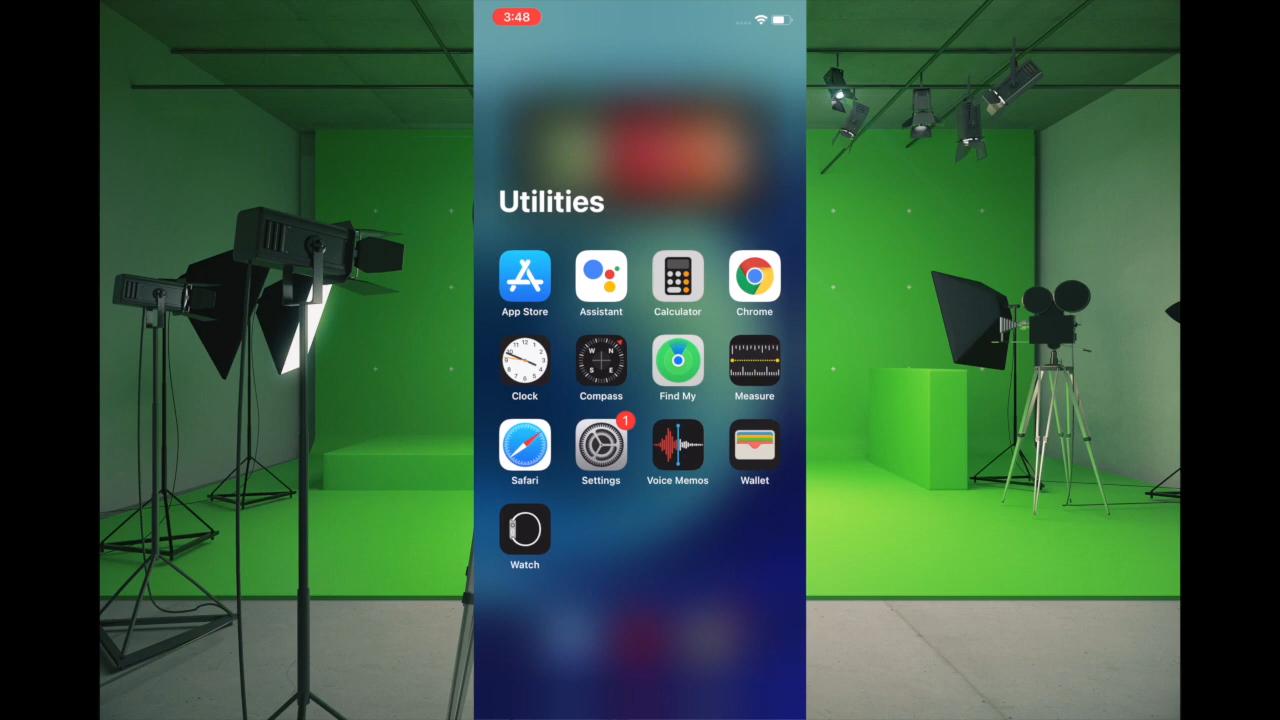 3:48
Utilities
App Store
Assistant
Calculator
Chrome
Clock
Compass
Find My
Measure
Safari
Settings
1
Voice Memos
Wallet
Watch